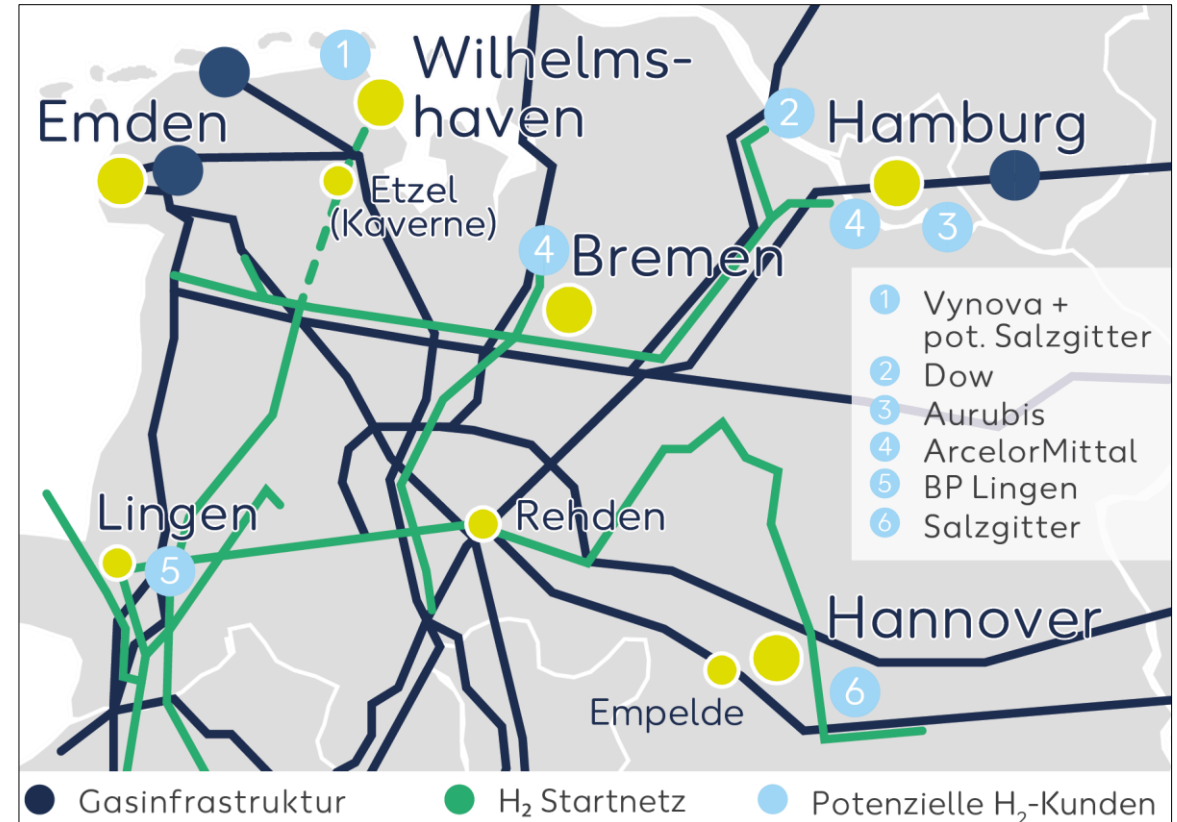 1
Wilhelms-
haven
Emden
2
Hamburg
Etzel
(Kaverne)
4
3
4
Bremen
1 Vynova +
pot. Salzgitter
2 Dow
3 Aurubis
4 ArcelorMittal
5 BP Lingen
6 Salzgitter
Lingen
Rehden
5
Hannover
6
Empelde
Gasinfrastruktur
H₂ Startnetz
Potenzielle H₂-Kunden